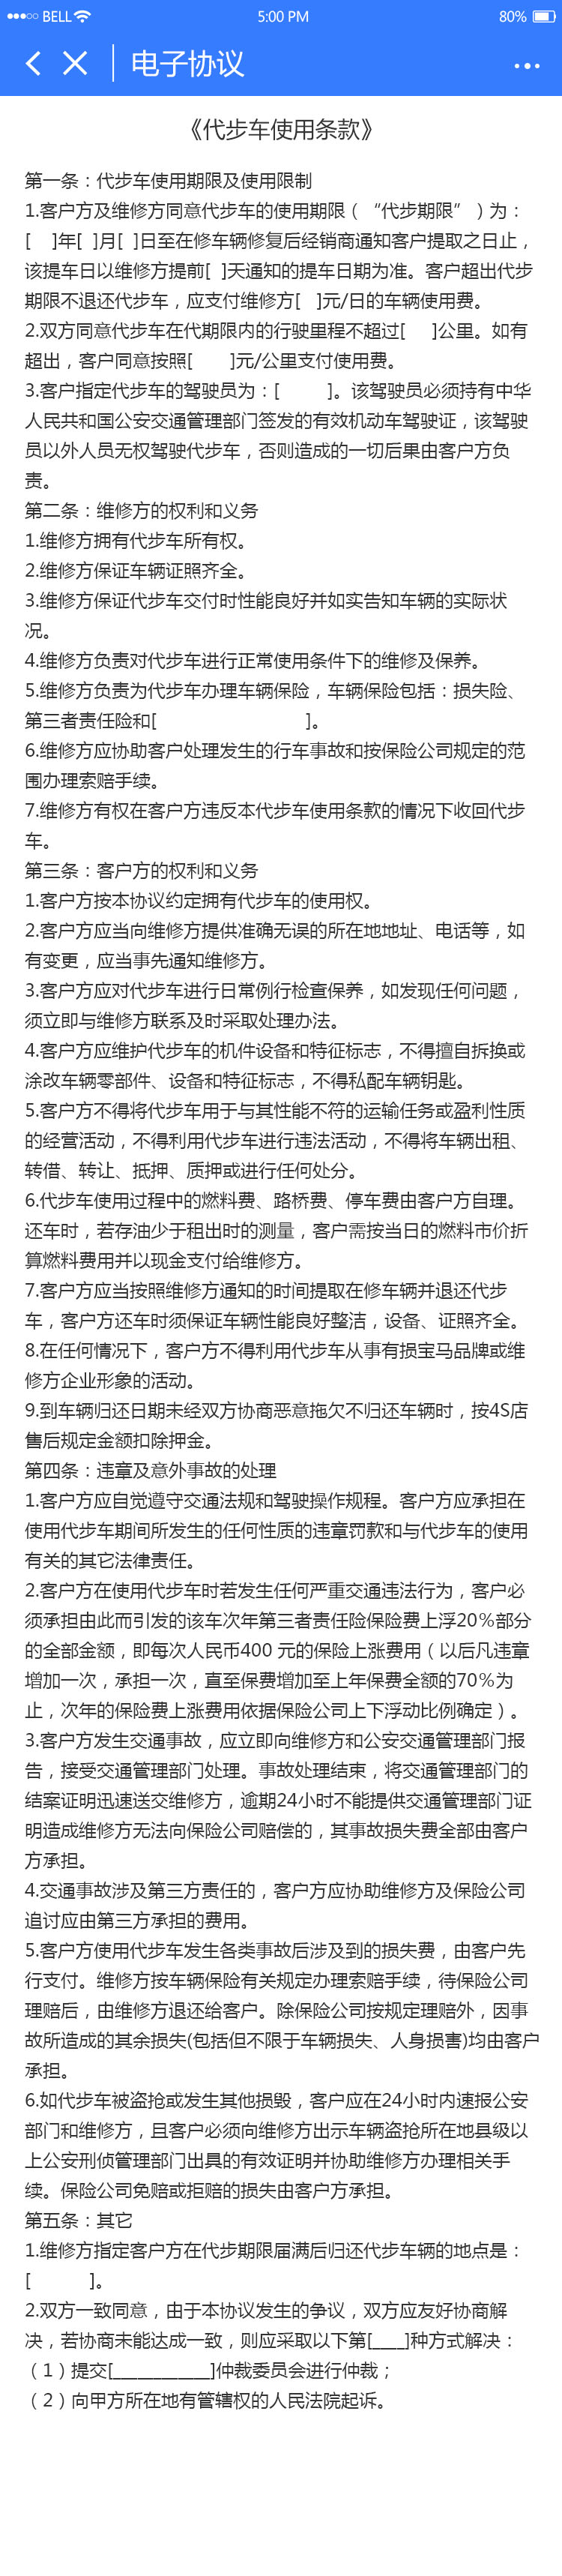 BELL
5:00 PM
80%
电子协议
《代步车使用条款》
第一条：代步车使用期限及使用限制
1.客户方及维修方同意代步车的使用期限（“代步期限”）为：
[    ]年[  ]月[  ]日至在修车辆修复后经销商通知客户提取之日止，
该提车日以维修方提前[  ]天通知的提车日期为准。客户超出代步
期限不退还代步车，应支付维修方[   ]元/日的车辆使用费。
2.双方同意代步车在代期限内的行驶里程不超过[     ]公里。如有
超出，客户同意按照[       ]元/公里支付使用费。
3.客户指定代步车的驾驶员为：[         ]。该驾驶员必须持有中华
人民共和国公安交通管理部门签发的有效机动车驾驶证，该驾驶
员以外人员无权驾驶代步车，否则造成的一切后果由客户方负
责。
第二条：维修方的权利和义务
1.维修方拥有代步车所有权。
2.维修方保证车辆证照齐全。
3.维修方保证代步车交付时性能良好并如实告知车辆的实际状
况。
4.维修方负责对代步车进行正常使用条件下的维修及保养。
5.维修方负责为代步车办理车辆保险，车辆保险包括：损失险、
第三者责任险和[                            ]。
6.维修方应协助客户处理发生的行车事故和按保险公司规定的范
围办理索赔手续。
7.维修方有权在客户方违反本代步车使用条款的情况下收回代步
车。
第三条：客户方的权利和义务
1.客户方按本协议约定拥有代步车的使用权。
2.客户方应当向维修方提供准确无误的所在地地址、电话等，如
有变更，应当事先通知维修方。
3.客户方应对代步车进行日常例行检查保养，如发现任何问题，
须立即与维修方联系及时采取处理办法。
4.客户方应维护代步车的机件设备和特征标志，不得擅自拆换或
涂改车辆零部件、设备和特征标志，不得私配车辆钥匙。
5.客户方不得将代步车用于与其性能不符的运输任务或盈利性质
的经营活动，不得利用代步车进行违法活动，不得将车辆出租、
转借、转让、抵押、质押或进行任何处分。
6.代步车使用过程中的燃料费、路桥费、停车费由客户方自理。
还车时，若存油少于租出时的测量，客户需按当日的燃料市价折
算燃料费用并以现金支付给维修方。
7.客户方应当按照维修方通知的时间提取在修车辆并退还代步
车，客户方还车时须保证车辆性能良好整洁，设备、证照齐全。
8.在任何情况下，客户方不得利用代步车从事有损宝马品牌或维
修方企业形象的活动。
9.到车辆归还日期未经双方协商恶意拖欠不归还车辆时，按4S店
售后规定金额扣除押金。
第四条：违章及意外事故的处理
1.客户方应自觉遵守交通法规和驾驶操作规程。客户方应承担在
使用代步车期间所发生的任何性质的违章罚款和与代步车的使用
有关的其它法律责任。
2.客户方在使用代步车时若发生任何严重交通违法行为，客户必
须承担由此而引发的该车次年第三者责任险保险费上浮20%部分
的全部金额，即每次人民币400 元的保险上涨费用（以后凡违章
增加一次，承担一次，直至保费增加至上年保费全额的70%为
止，次年的保险费上涨费用依据保险公司上下浮动比例确定）。
3.客户方发生交通事故，应立即向维修方和公安交通管理部门报
告，接受交通管理部门处理。事故处理结束，将交通管理部门的
结案证明迅速送交维修方，逾期24小时不能提供交通管理部门证
明造成维修方无法向保险公司赔偿的，其事故损失费全部由客户
方承担。
4.交通事故涉及第三方责任的，客户方应协助维修方及保险公司
追讨应由第三方承担的费用。
5.客户方使用代步车发生各类事故后涉及到的损失费，由客户先
行支付。维修方按车辆保险有关规定办理索赔手续，待保险公司
理赔后，由维修方退还给客户。除保险公司按规定理赔外，因事
故所造成的其余损失(包括但不限于车辆损失、人身损害)均由客户
承担。
6.如代步车被盗抢或发生其他损毁，客户应在24小时内速报公安
部门和维修方，且客户必须向维修方出示车辆盗抢所在地县级以
上公安刑侦管理部门出具的有效证明并协助维修方办理相关手
续。保险公司免赔或拒赔的损失由客户方承担。
第五条：其它
1.维修方指定客户方在代步期限届满后归还代步车辆的地点是：
[           ]。
2.双方一致同意，由于本协议发生的争议，双方应友好协商解
决，若协商未能达成一致，则应采取以下第[____]种方式解决：
（1）提交[____________]仲裁委员会进行仲裁；
（2）向甲方所在地有管辖权的人民法院起诉。